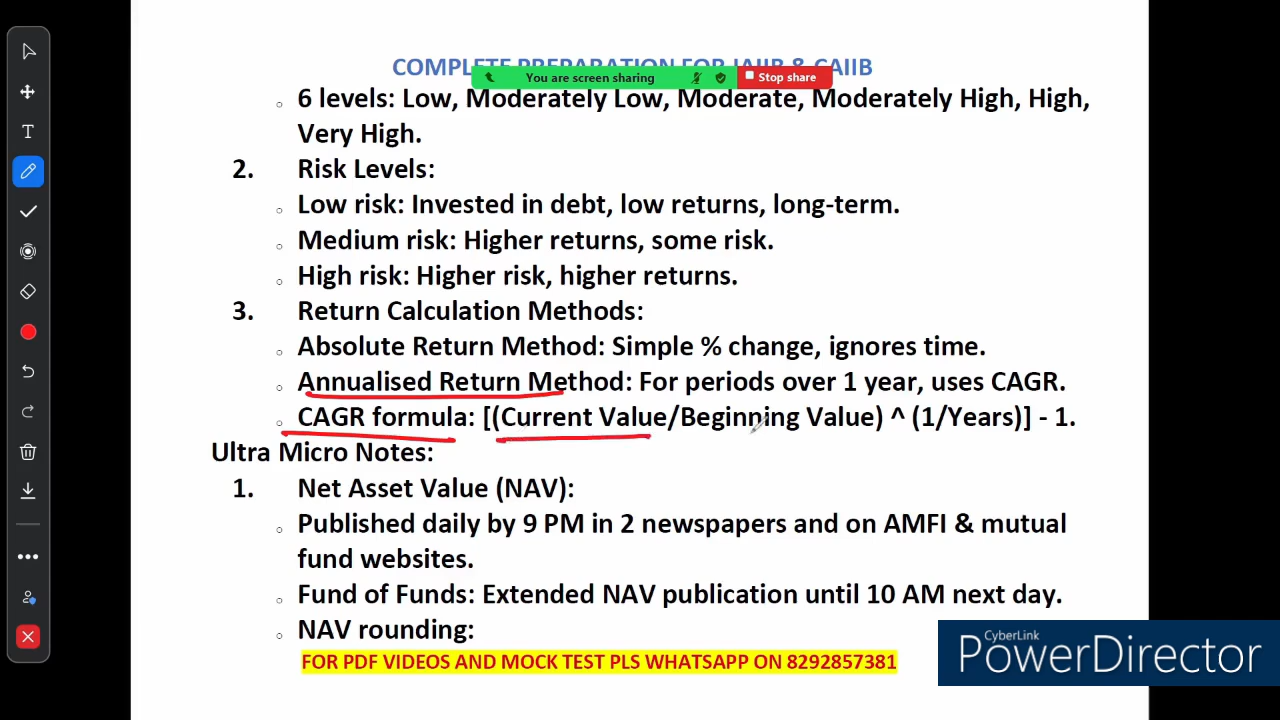 COMPLETE PREPARATION FOR JAIIB & CAIIB
You are screen sharing
Stop share
○ 6 levels: Low, Moderately Low, Moderate, Moderately High, High,
Very High.
2. Risk Levels:
○ Low risk: Invested in debt, low returns, long-term.
○ Medium risk: Higher returns, some risk.
○ High risk: Higher risk, higher returns.
3. Return Calculation Methods:
○ Absolute Return Method: Simple % change, ignores time.
○ Annualised Return Method: For periods over 1 year, uses CAGR.
○ CAGR formula: [(Current Value/Beginning Value) ^ (1/Years)] - 1.
Ultra Micro Notes:
1. Net Asset Value (NAV):
○ Published daily by 9 PM in 2 newspapers and on AMFI & mutual
fund websites.
○ Fund of Funds: Extended NAV publication until 10 AM next day.
○ NAV rounding:
FOR PDF VIDEOS AND MOCK TEST PLS WHATSAPP ON 8292857381
CyberLink
PowerDirector